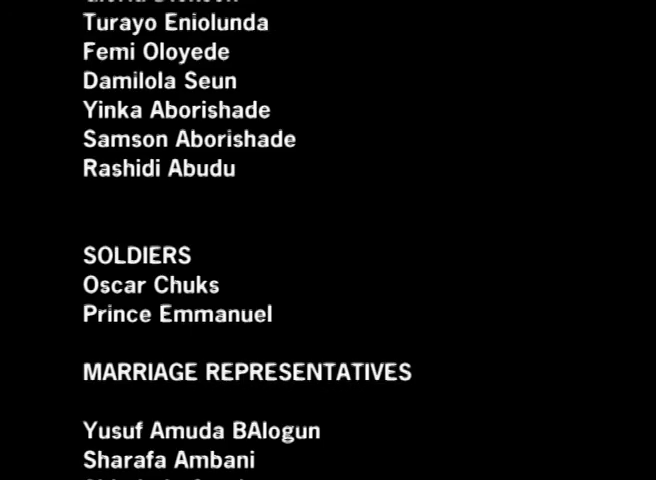 Turayo Eniolunda
Femi Oloyede
Damilola Seun
Yinka Aborishade
Samson Aborishade
Rashidi Abudu
SOLDIERS
Oscar Chuks
Prince Emmanuel
MARRIAGE REPRESENTATIVES
Yusuf Amuda BAlogun
Sharafa Ambani